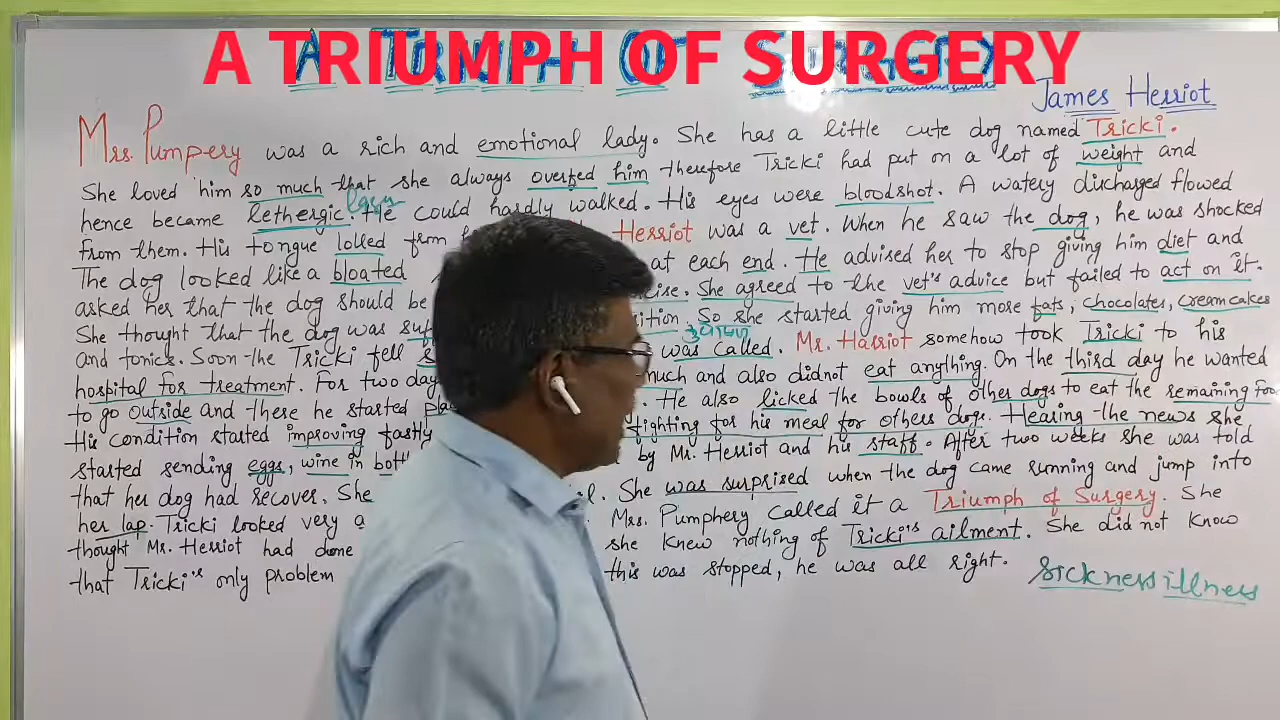 A TRIUMPH OF SURGERY
James Herriot
Mrs. Pumpery was a rich and emotional lady. She has a little cute dog named Tricki.
She loved him so much that she always overfed him therefore Tricki had put on a lot of weight and
hence became lethergic. He could hardly walked. His eyes were bloodshot. A watery discharged flowed
from them. His tongue lolled from Herriot was a vet. When he saw the dog, he was shocked
The dog looked like a bloated at each end. He advised her to stop giving him diet and
asked her that the dog should be She agreed to the vet's advice but failed to act on it.
She thought that the dog was So she started giving him more fats, chocolates, cream cakes
and tonics. Soon the Tricki fell was called. Mr. Harriot somehow took Tricki to his
hospital for treatment. For two day much and also didnot eat anything. On the third day he wanted
to go outside and there he started He also licked the bowls of other dogs to eat the remaining
His condition started improving fastly fighting for his meal for others dogs. Hearing the news she
started sending eggs, wine in by Mr. Herriot and his staff. After two weeks she was told
that her dog had recover. She She was surprised when the dog came running and jump into
her lap. Tricki looked very Mrs. Pumphery called it a Triumph of Surgery. She
thought Mr. Herriot had done she knew nothing of Tricki's ailment. She did not know
that Tricki's only problem this was stopped, he was all right.
Sickness illness